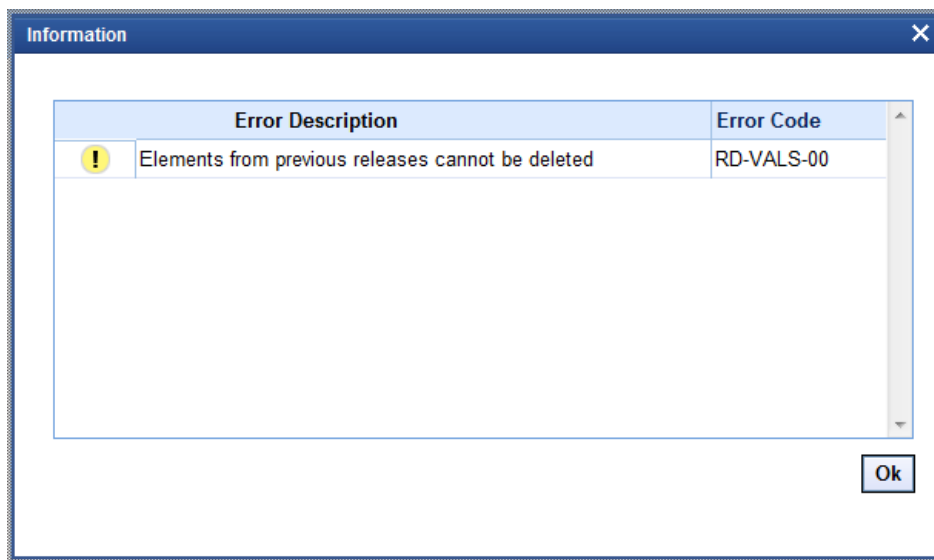 Information
Error Description Error Code
! Elements from previous releases cannot be deleted RD-VALS-00
Ok